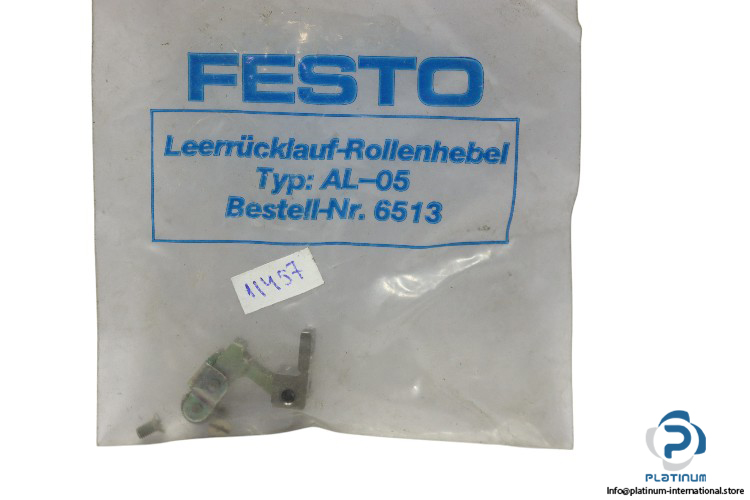 FESTO
Leerrücklauf-Rollenhebel
Typ: AL-05
Bestell-Nr. 6513
11457
PLATINUM
Info@platinum-international.store